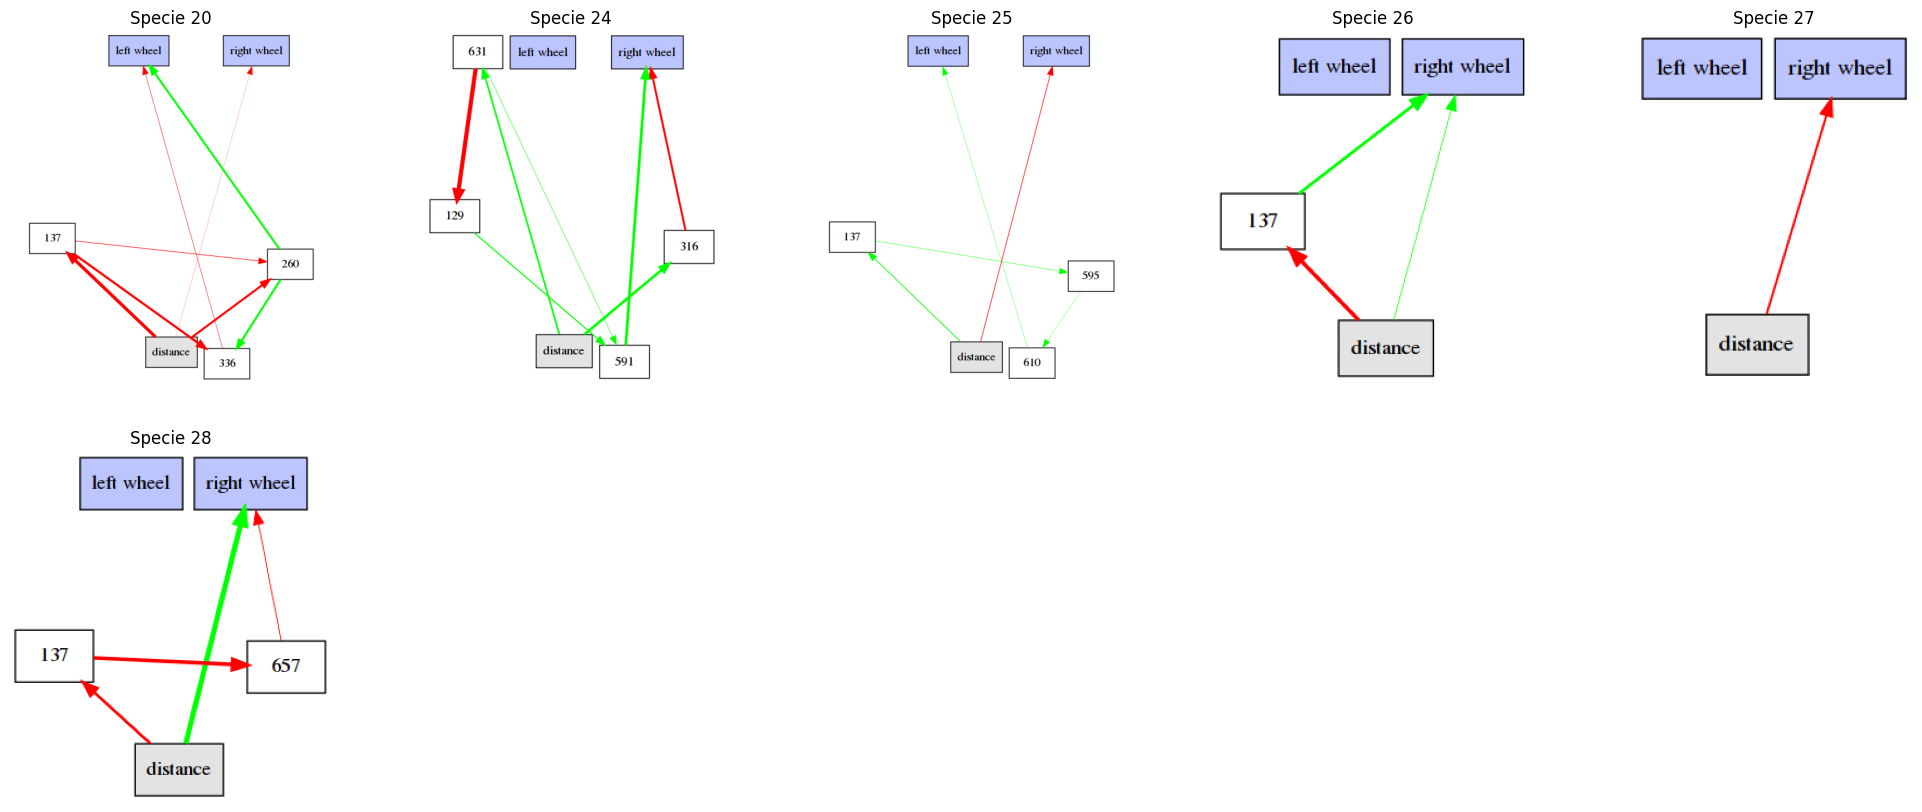 Specie 20
left wheel
right wheel
137
260
distance
336
Specie 24
631
left wheel
right wheel
129
316
distance
591
Specie 25
left wheel
right wheel
137
595
distance
610
Specie 26
left wheel
right wheel
137
distance
Specie 27
left wheel
right wheel
distance
Specie 28
left wheel
right wheel
137
657
distance